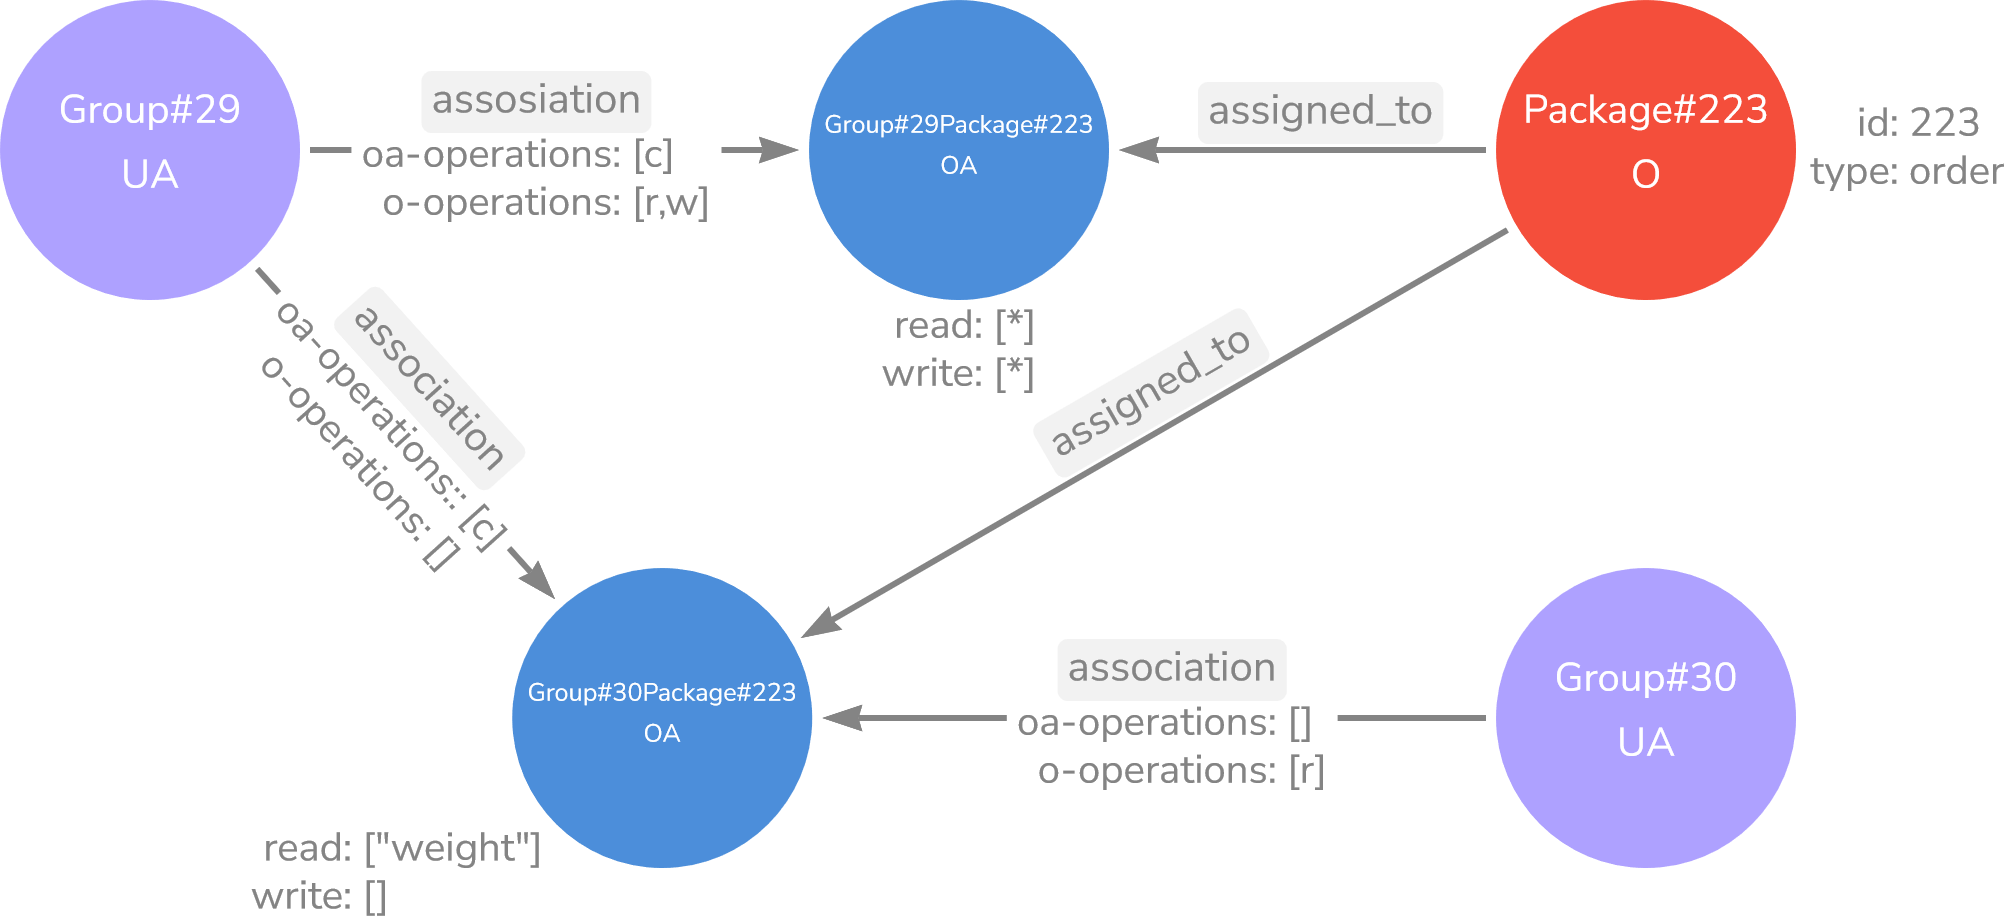 Group#29
UA
assosiation
oa-operations: [c]
o-operations: [r,w]
Group#29Package#223
OA
read: [*]
write: [*]
assigned_to
Package#223
O
id: 223
type: order
association
oa-operations:: [c]
o-operations: []
assigned_to
Group#30Package#223
OA
read: ["weight"]
write: []
association
oa-operations: []
o-operations: [r]
Group#30
UA